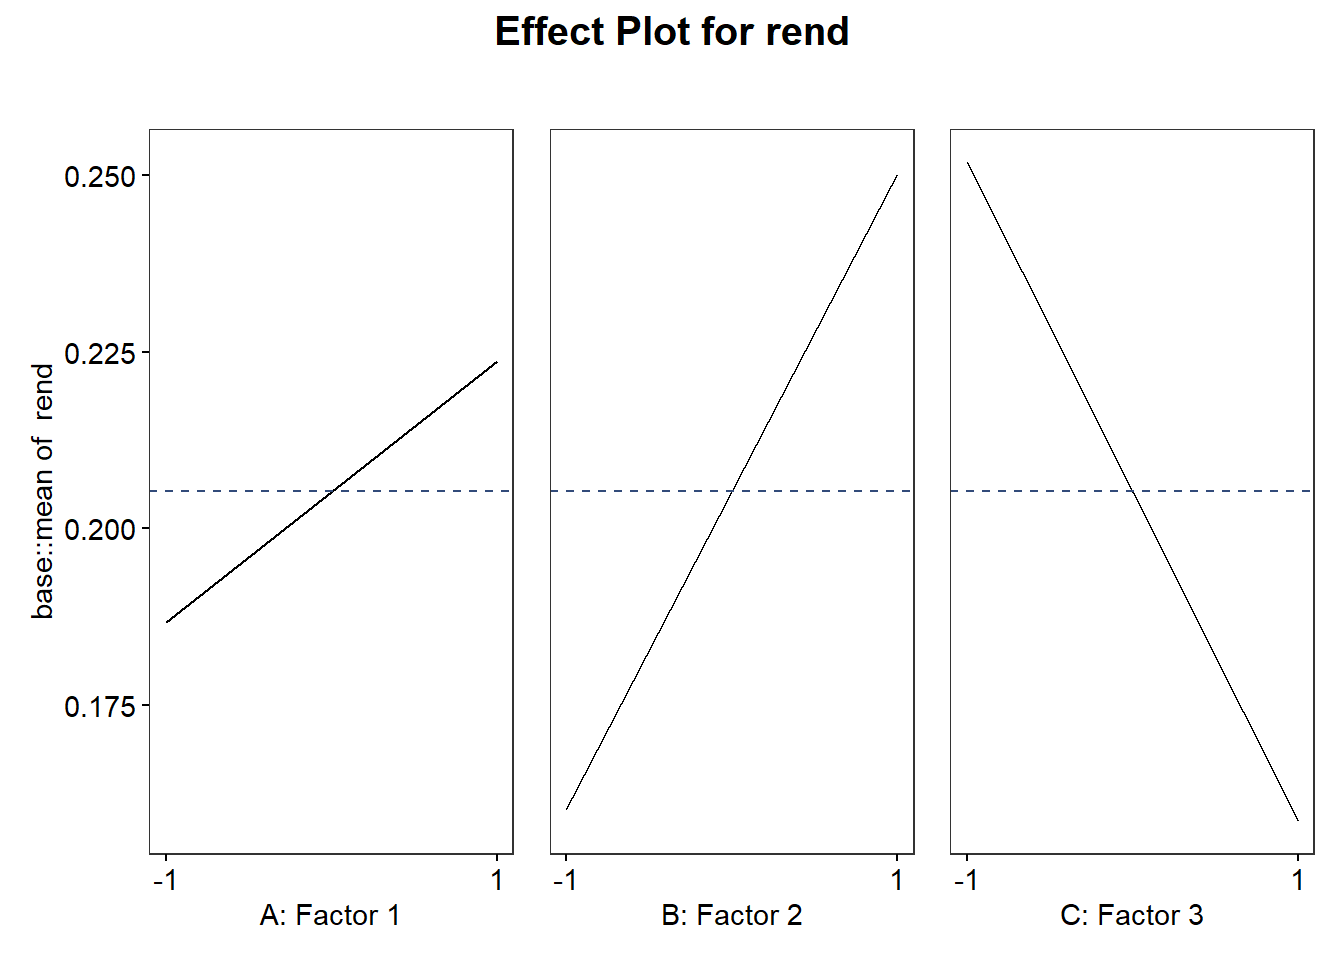 Effect Plot for rend
base::mean of  rend
0.250
0.225
0.200
0.175
-1 1
A: Factor 1
-1 1
B: Factor 2
-1 1
C: Factor 3